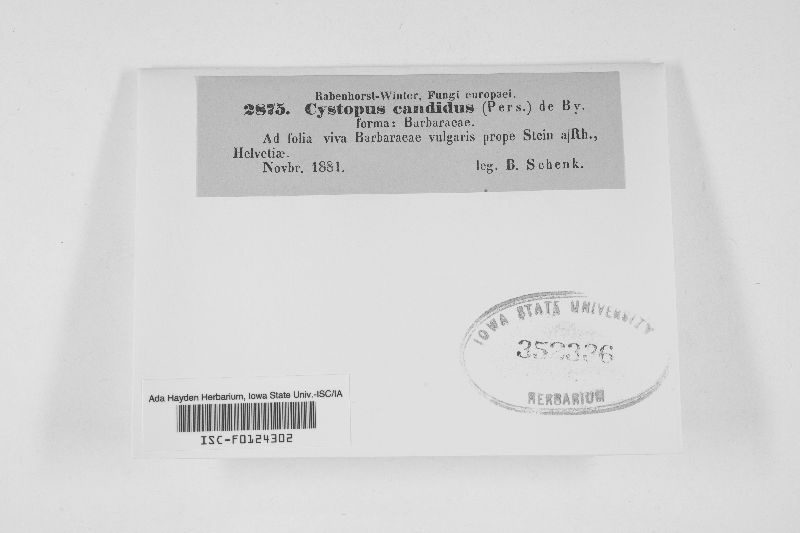 Rabenhorst-Winter, Fungi europaei.
2875. Cystopus candidus (Pers.) de By.
forma: Barbaraeae.
Ad folia viva Barbaraeae vulgaris prope Stein a|Rh.,
Helvetiæ.
Novbr. 1881. leg. B. Schenk.
IOWA STATE UNIVERSITY
352336
HERBARIUM
Ada Hayden Herbarium, Iowa State Univ.-ISC/IA
ISC-F0124302